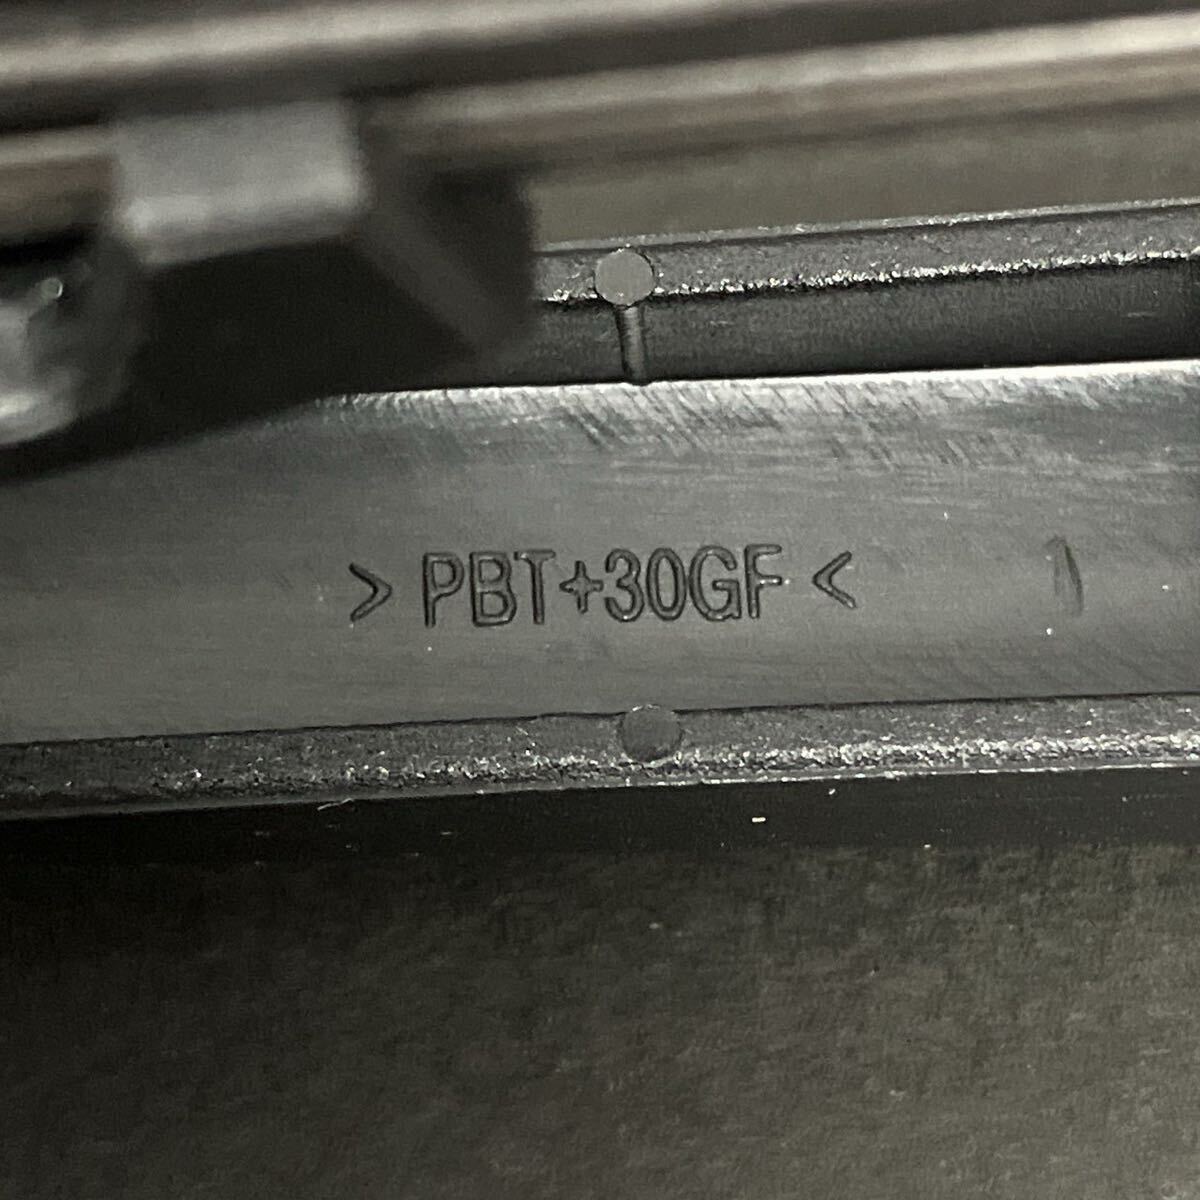 > PBT+30GF < 1